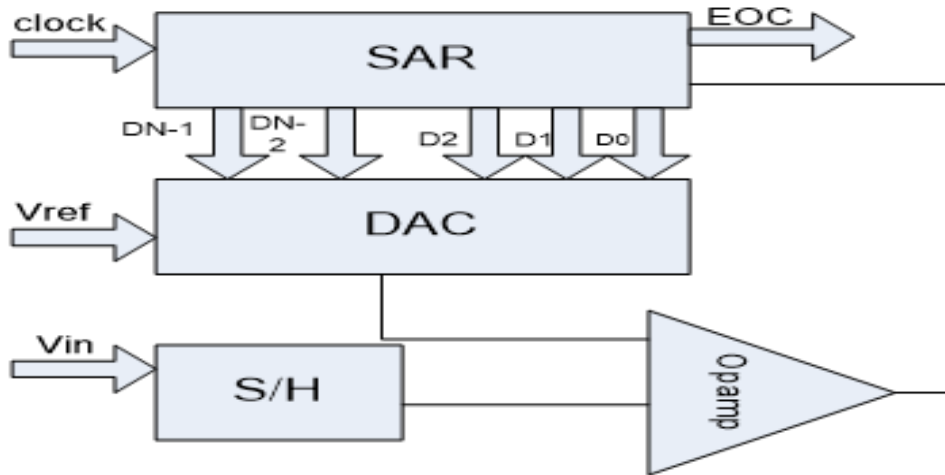 clock
EOC
SAR
DN-1
DN-
2
D2
D1
D0
Vref
DAC
Vin
S/H
Opamp